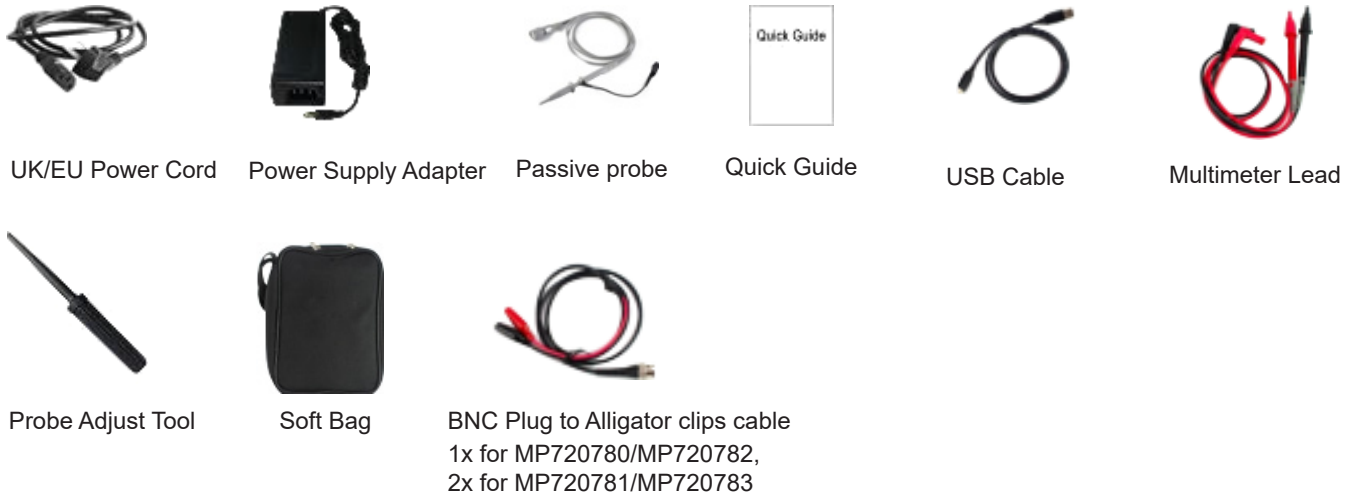 Quick Guide
UK/EU Power Cord
Power Supply Adapter
Passive probe
Quick Guide
USB Cable
Multimeter Lead
Probe Adjust Tool
Soft Bag
BNC Plug to Alligator clips cable
1x for MP720780/MP720782,
2x for MP720781/MP720783